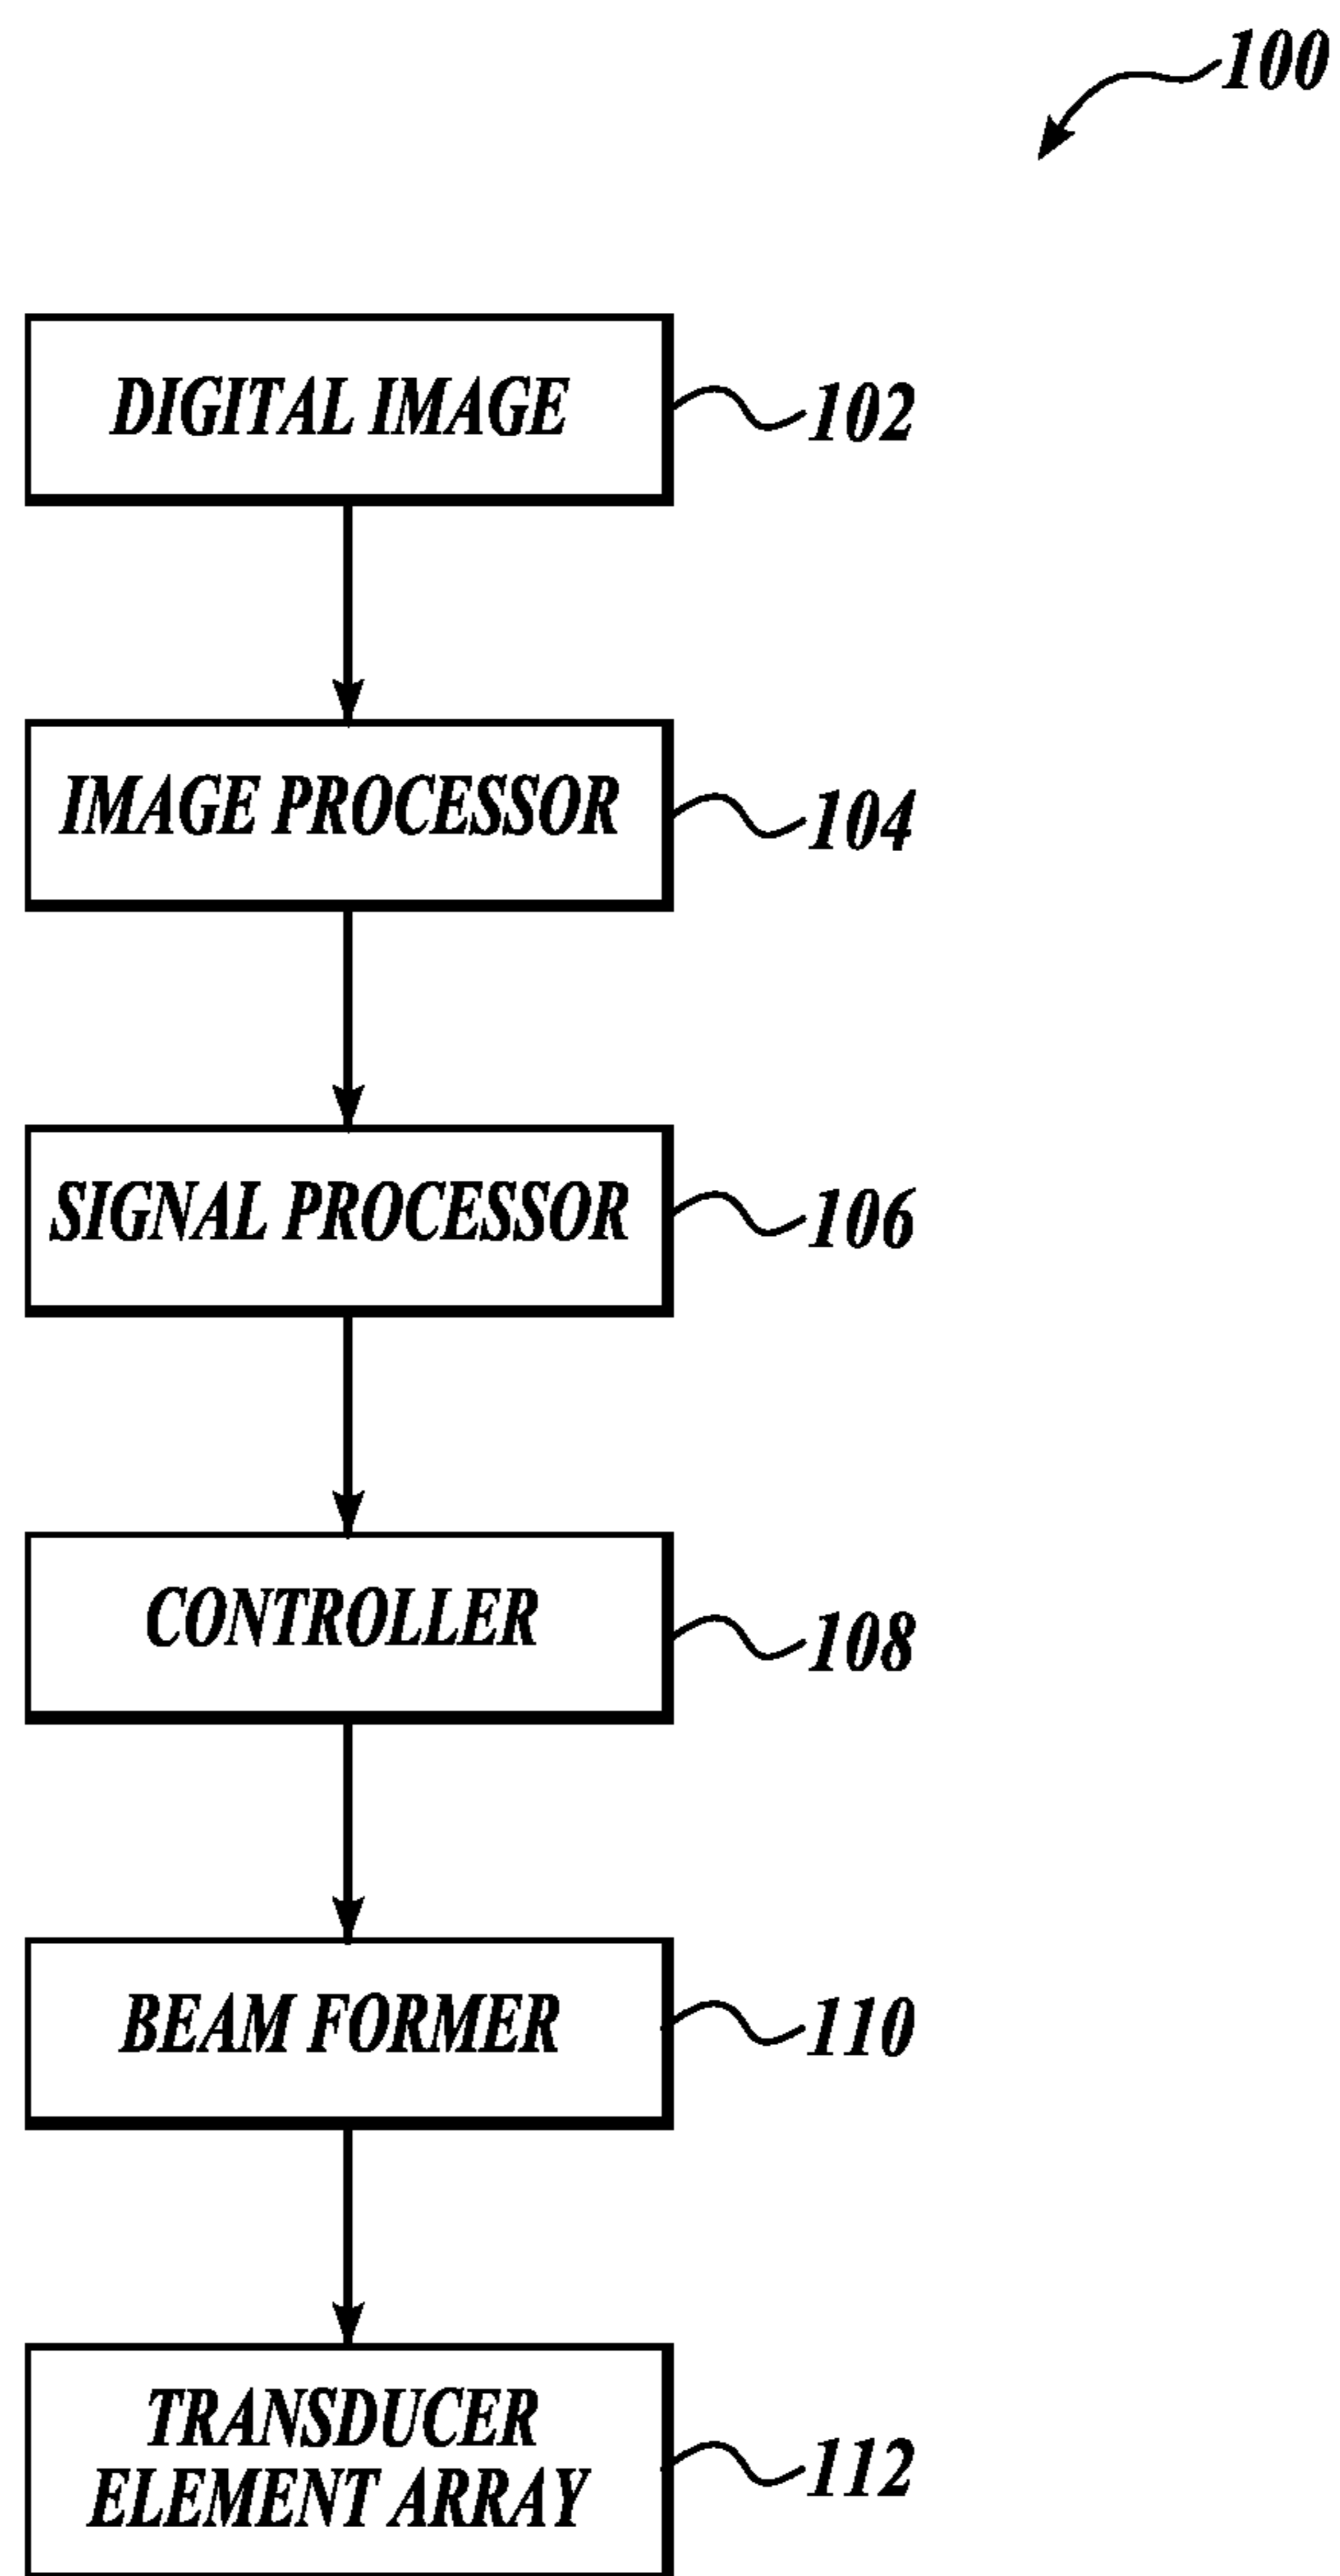 100
DIGITAL IMAGE
102
IMAGE PROCESSOR
104
SIGNAL PROCESSOR
106
CONTROLLER
108
BEAM FORMER
110
TRANSDUCER
ELEMENT ARRAY
112